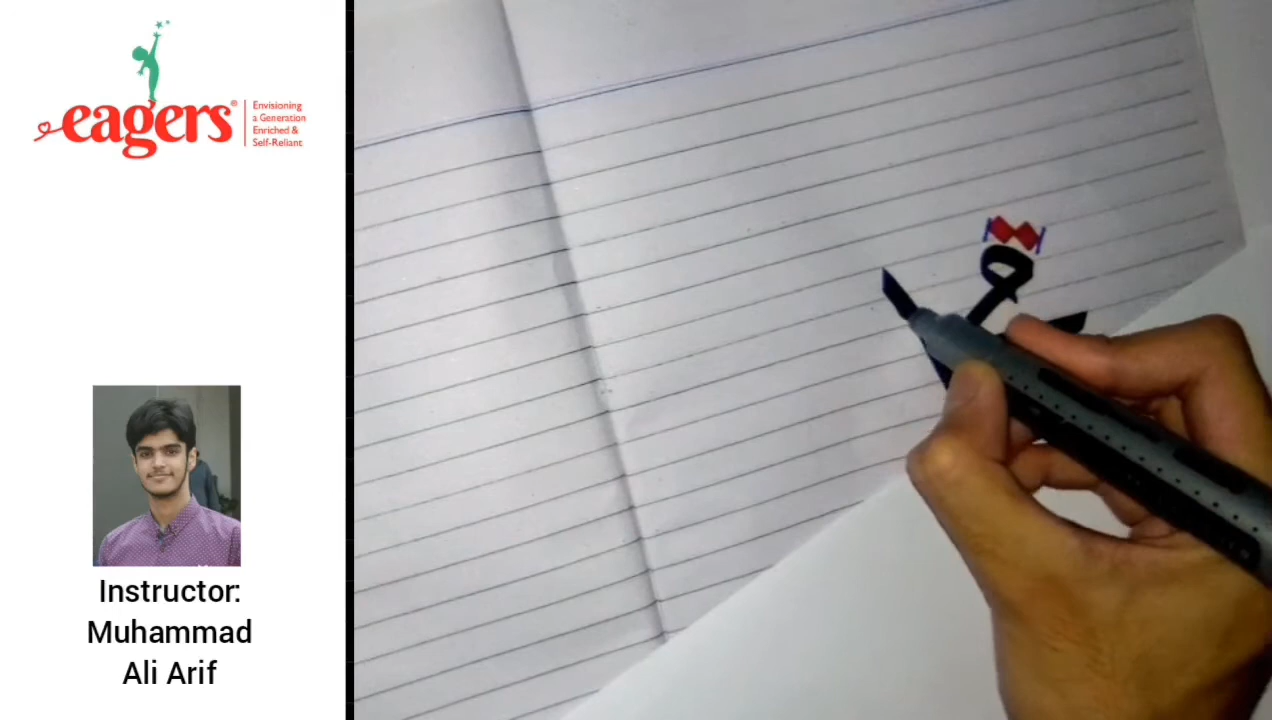 eagers®
Envisioning
a Generation
Enriched &
Self-Reliant
Instructor:
Muhammad
Ali Arif